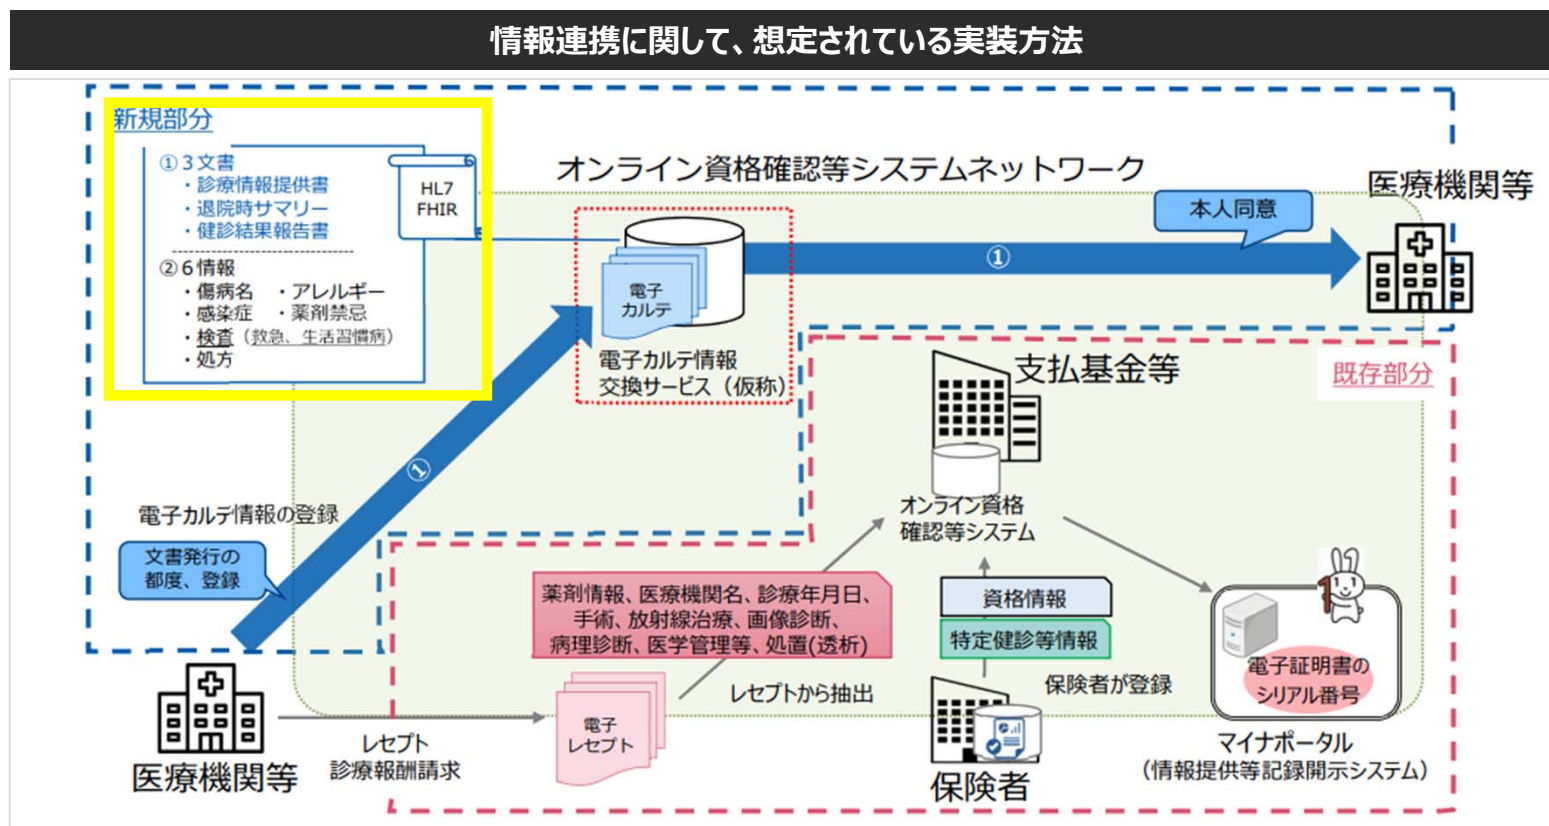 情報連携に関して、想定されている実装方法
新規部分
①３文書
・診療情報提供書
・退院時サマリー
・健診結果報告書
②６情報
・傷病名　・アレルギー
・感染症　・薬剤禁忌
・検査（救急、生活習慣病）
・処方
HL7
FHIR
オンライン資格確認等システムネットワーク
医療機関等
本人同意
①
電子
カルテ
電子カルテ情報
交換サービス（仮称）
支払基金等
既存部分
①
電子カルテ情報の登録
文書発行の
都度、登録
オンライン資格
確認等システム
薬剤情報、医療機関名、診療年月日、
手術、放射線治療、画像診断、
病理診断、医学管理等、処置(透析)
資格情報
特定健診等情報
1
電子証明書の
シリアル番号
レセプトから抽出
保険者が登録
電子
レセプト
レセプト
診療報酬請求
医療機関等
保険者
マイナポータル
（情報提供等記録開示システム）